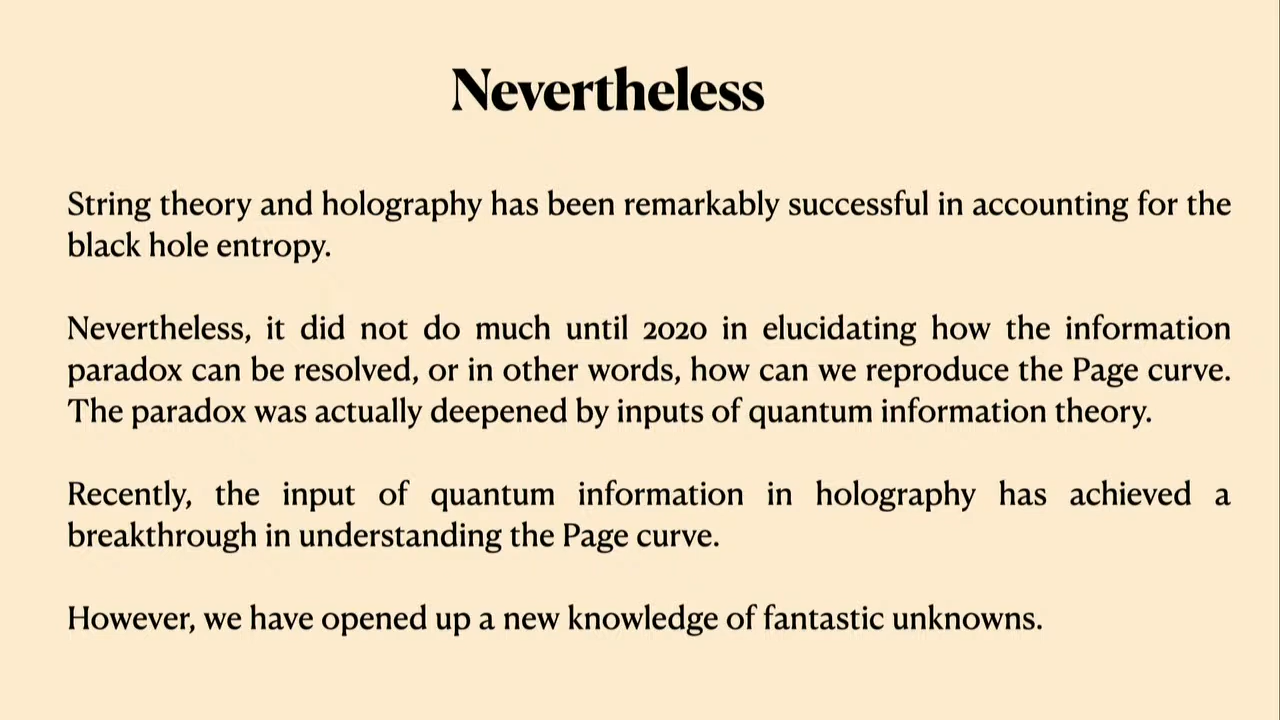 Nevertheless
String theory and holography has been remarkably successful in accounting for the
black hole entropy.
Nevertheless, it did not do much until 2020 in elucidating how the information
paradox can be resolved, or in other words, how can we reproduce the Page curve.
The paradox was actually deepened by inputs of quantum information theory.
Recently, the input of quantum information in holography has achieved a
breakthrough in understanding the Page curve.
However, we have opened up a new knowledge of fantastic unknowns.